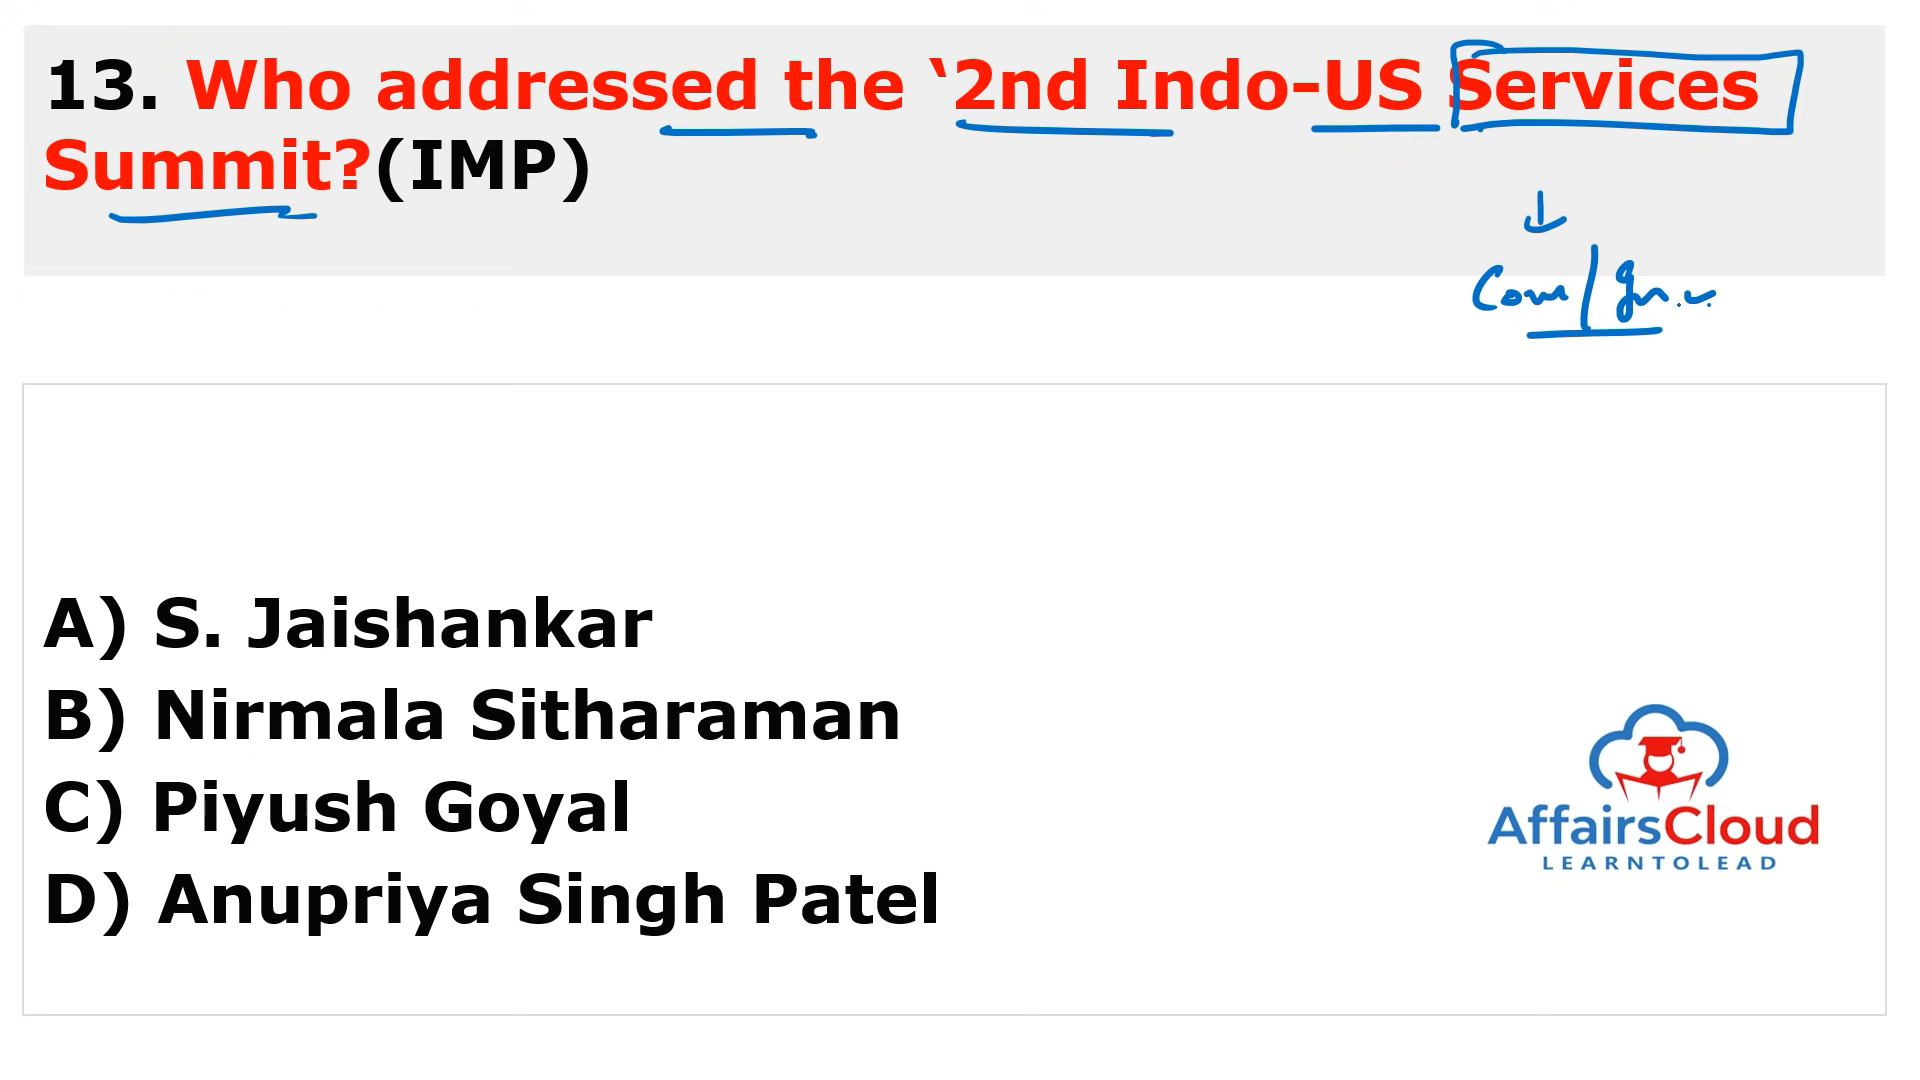 13. Who addressed the ‘2nd Indo-US Services
Summit?(IMP)
A) S. Jaishankar
B) Nirmala Sitharaman
C) Piyush Goyal
D) Anupriya Singh Patel
AffairsCloud
LEARNTOLEAD